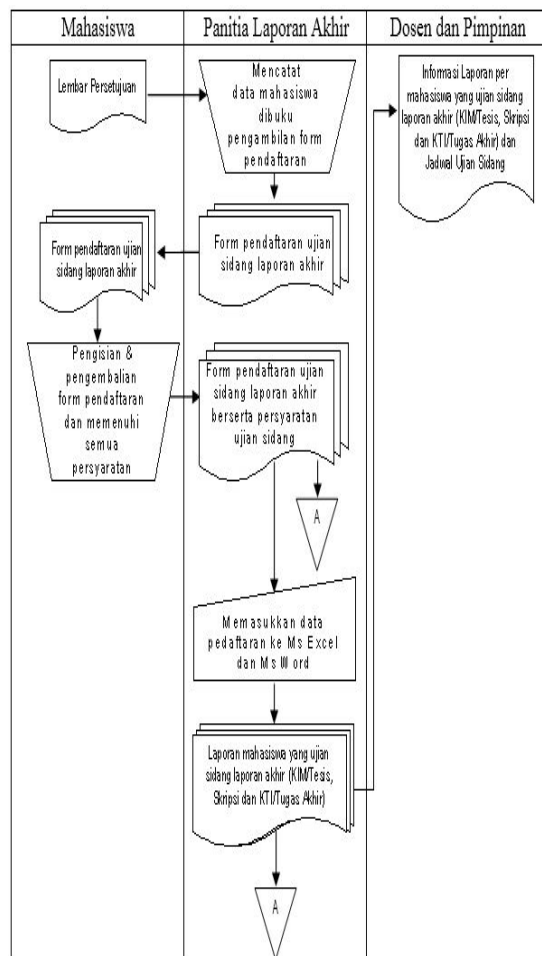 Mahasiswa
Panitia Laporan Akhir
Dosen dan Pimpinan
Lembar Persetujuan
Mencatat
data mahasiswa
dibuku
pengambilan form
pendaftaran
Informasi Laporan per
mahasiswa yang ujian sidang
laporan akhir (KIM/Tesis, Skripsi
dan KTI/Tugas Akhir) dan
Jadwal Ujian Sidang
Form pendaftaran ujian
sidang laporan akhir
Form pendaftaran ujian
sidang laporan akhir
Pengisian &
pengembalian
form pendaftaran
dan memenuhi
semua
persyaratan
Form pendaftaran ujian
sidang laporan akhir
berserta persyaratan
ujian sidang
A
Memasukkan data
pedaftaran ke Ms Excel
dan Ms Word
Laporan mahasiswa yang ujian
sidang laporan akhir (KIM/Tesis,
Skripsi dan KTI/Tugas Akhir)
A